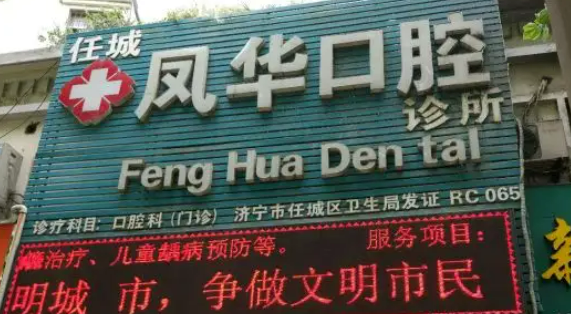 任城
凤华口腔
诊所
Feng Hua Den tal
诊疗科目: 口腔科(门诊) 济宁市任城区卫生局发证 RC 065
治疗、儿童龋病预防等。 服务项目:
明城 市，争做文明市民